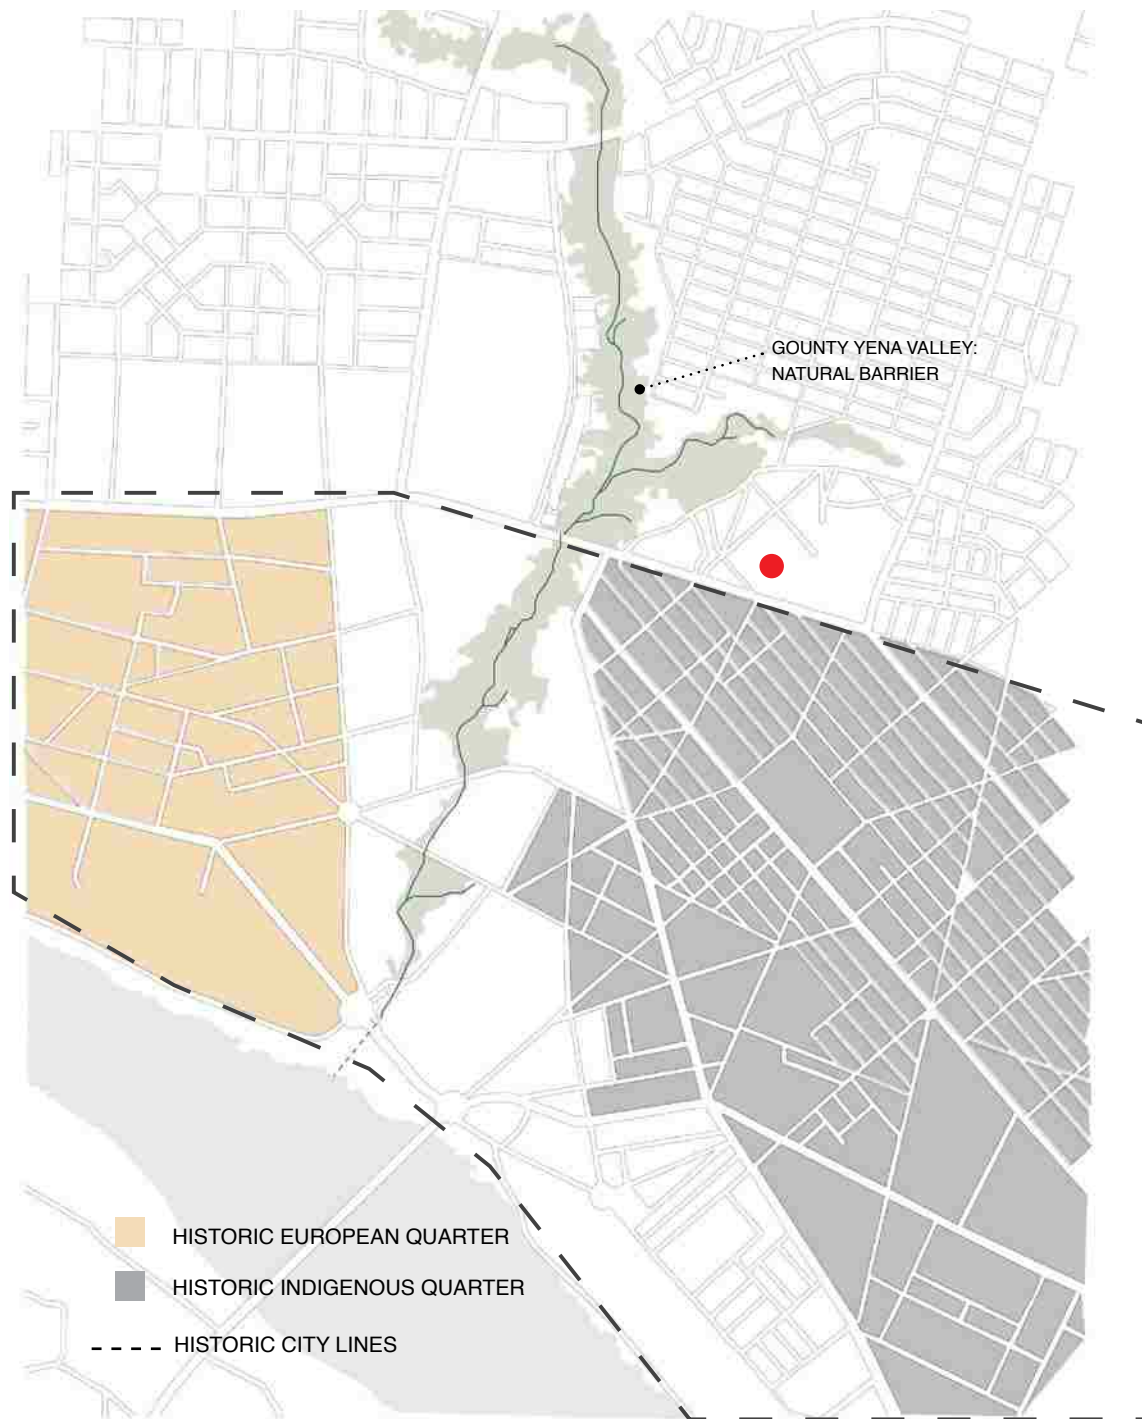 GOUNTY YENA VALLEY:
NATURAL BARRIER
HISTORIC EUROPEAN QUARTER
HISTORIC INDIGENOUS QUARTER
HISTORIC CITY LINES